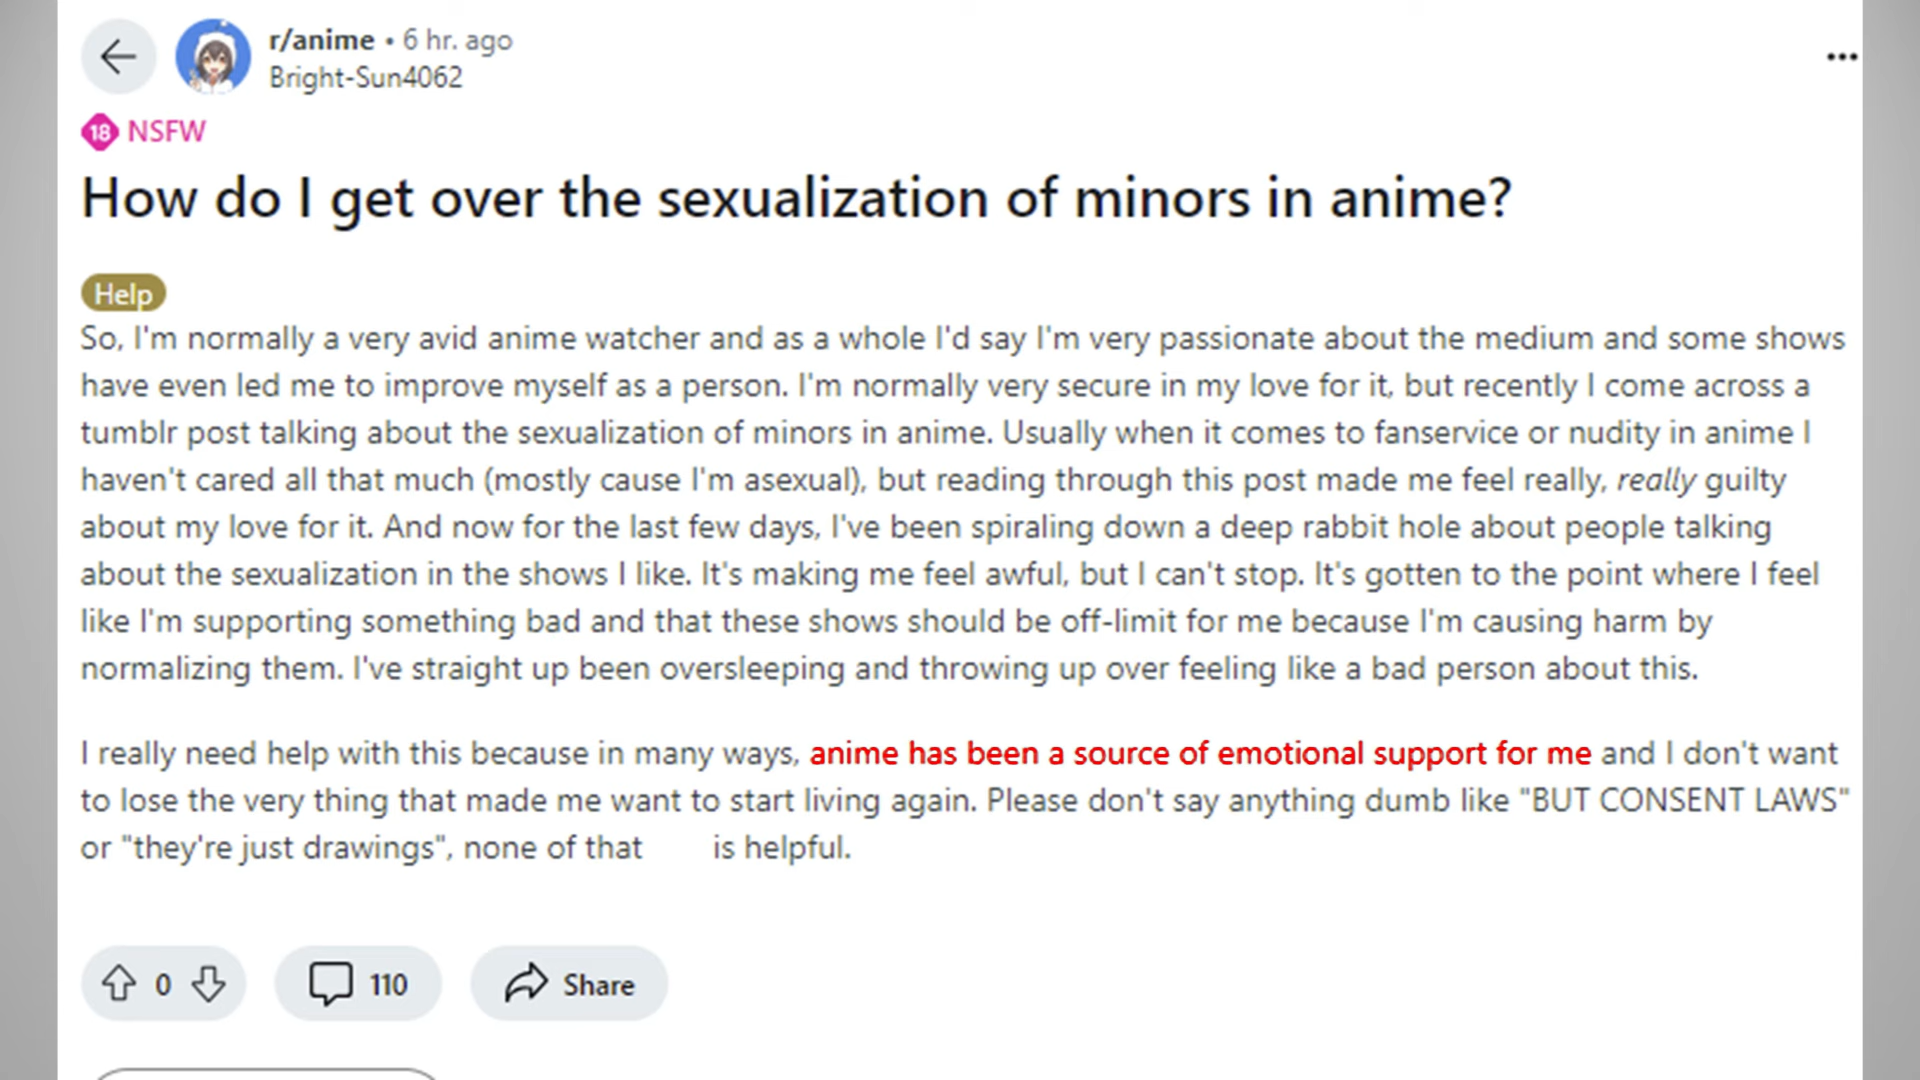 r/anime • 6 hr. ago
Bright-Sun4062
18 NSFW
How do I get over the sexualization of minors in anime?
Help
So, I'm normally a very avid anime watcher and as a whole I'd say I'm very passionate about the medium and some shows
have even led me to improve myself as a person. I'm normally very secure in my love for it, but recently I come across a
tumblr post talking about the sexualization of minors in anime. Usually when it comes to fanservice or nudity in anime I
haven't cared all that much (mostly cause I'm asexual), but reading through this post made me feel really, really guilty
about my love for it. And now for the last few days, I've been spiraling down a deep rabbit hole about people talking
about the sexualization in the shows I like. It's making me feel awful, but I can't stop. It's gotten to the point where I feel
like I'm supporting something bad and that these shows should be off-limit for me because I'm causing harm by
normalizing them. I've straight up been oversleeping and throwing up over feeling like a bad person about this.
I really need help with this because in many ways, anime has been a source of emotional support for me and I don't want
to lose the very thing that made me want to start living again. Please don't say anything dumb like "BUT CONSENT LAWS"
or "they're just drawings", none of that is helpful.
0 110 Share